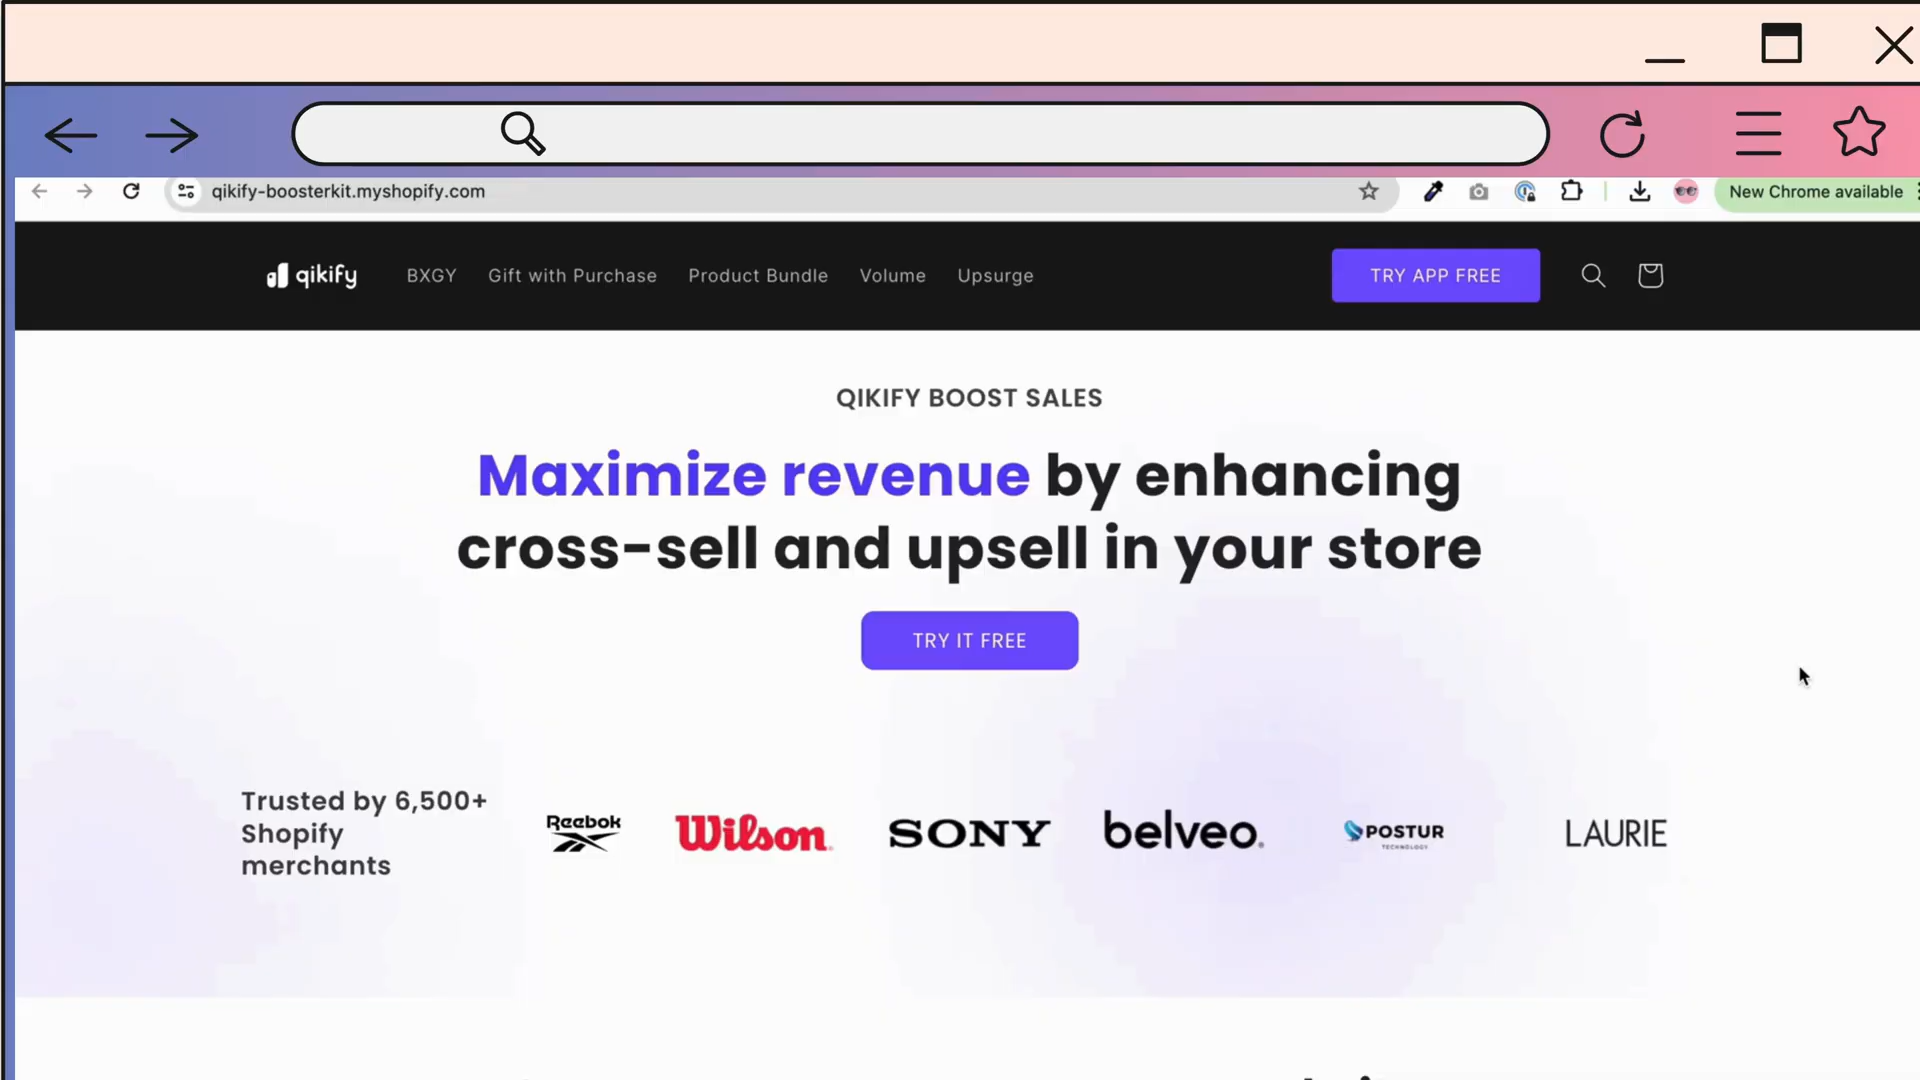 qikify-boosterkit.myshopify.com
New Chrome available
qikify
BXGY
Gift with Purchase
Product Bundle
Volume
Upsurge
TRY APP FREE
QIKIFY BOOST SALES
Maximize revenue by enhancing
cross-sell and upsell in your store
TRY IT FREE
Trusted by 6,500+
Shopify
merchants
Reebok
Wilson
SONY
belveo
POSTUR
TECHNOLOGY
LAURIE